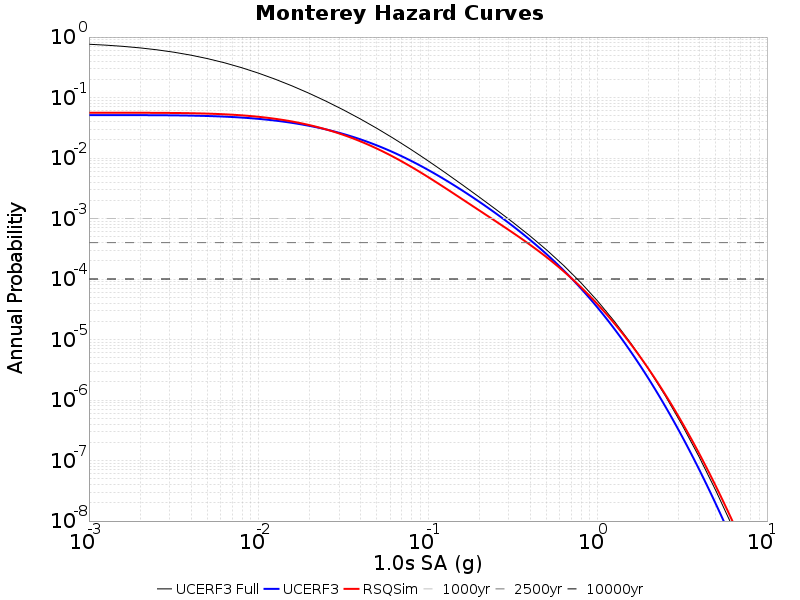 Monterey Hazard Curves
10^0
10^-1
10^-2
10^-3
10^-4
10^-5
10^-6
10^-7
10^-8
Annual Probabilitiy
10^-3 10^-2 10^-1 10^0 10^1
1.0s SA (g)
UCERF3 Full UCERF3 RSQSim 1000yr 2500yr 10000yr